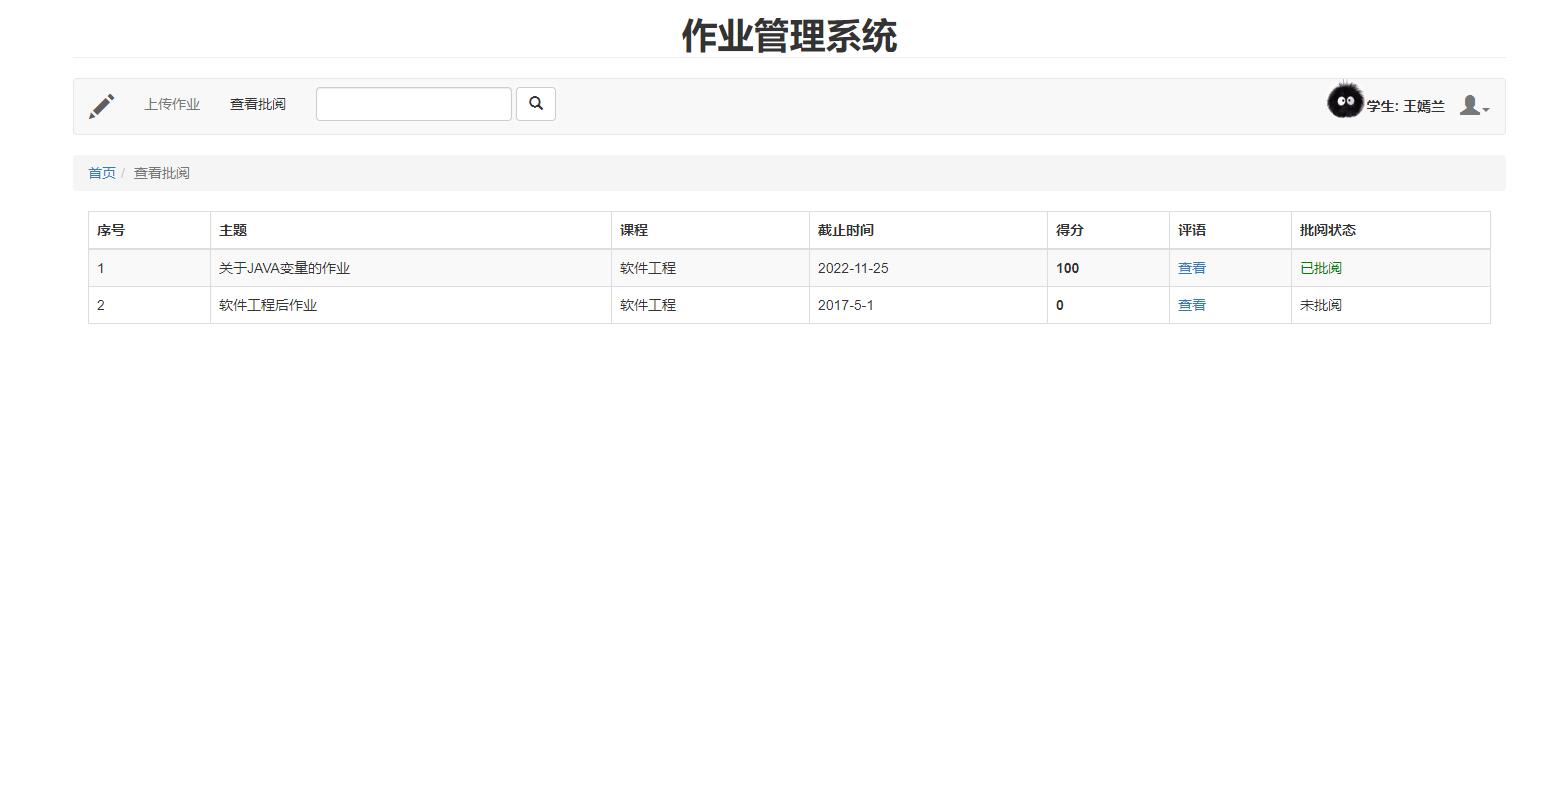 作业管理系统
上传作业 查看批阅 学生: 王嫣兰
首页 / 查看批阅
序号 主题 课程 截止时间 得分 评语 批阅状态
1 关于JAVA变量的作业 软件工程 2022-11-25 100 查看 已批阅
2 软件工程后作业 软件工程 2017-5-1 0 查看 未批阅